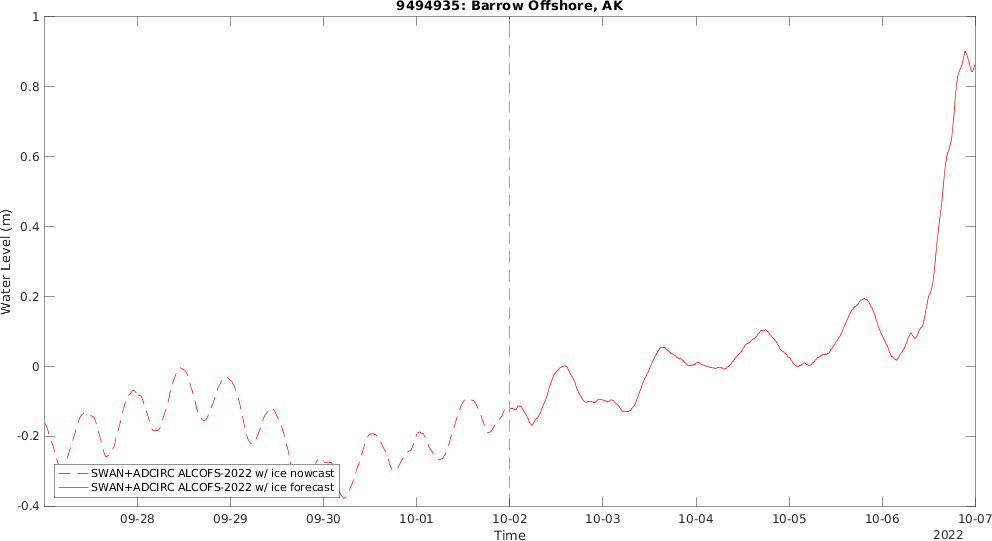 9494935: Barrow Offshore, AK
Water Level (m)
1
0.8
0.6
0.4
0.2
0
-0.2
-0.4
SWAN+ADCIRC ALCOFS-2022 w/ ice nowcast
SWAN+ADCIRC ALCOFS-2022 w/ ice forecast
09-28 09-29 09-30 10-01 10-02 10-03 10-04 10-05 10-06 10-07
Time
2022